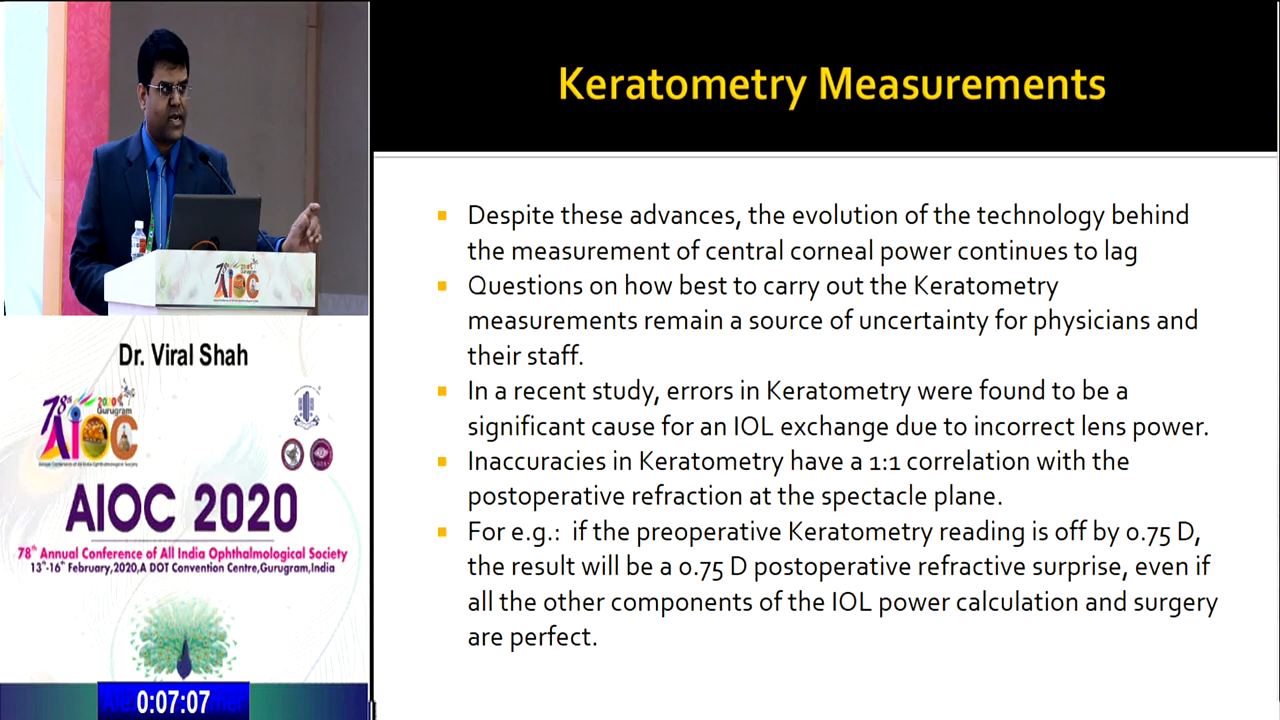 Keratometry Measurements
Despite these advances, the evolution of the technology behind
the measurement of central corneal power continues to lag
Questions on how best to carry out the Keratometry
measurements remain a source of uncertainty for physicians and
their staff.
In a recent study, errors in Keratometry were found to be a
significant cause for an IOL exchange due to incorrect lens power.
Inaccuracies in Keratometry have a 1:1 correlation with the
postoperative refraction at the spectacle plane.
For e.g.: if the preoperative Keratometry reading is off by 0.75 D,
the result will be a 0.75 D postoperative refractive surprise, even if
all the other components of the IOL power calculation and surgery
are perfect.
78th
AIOC
Dr. Viral Shah
78th
2020
Gurugram
AIOC
AIOC 2020
78th Annual Conference of All India Ophthalmological Society
13th-16th February,2020,A DOT Convention Centre,Gurugram,India
0:07:07